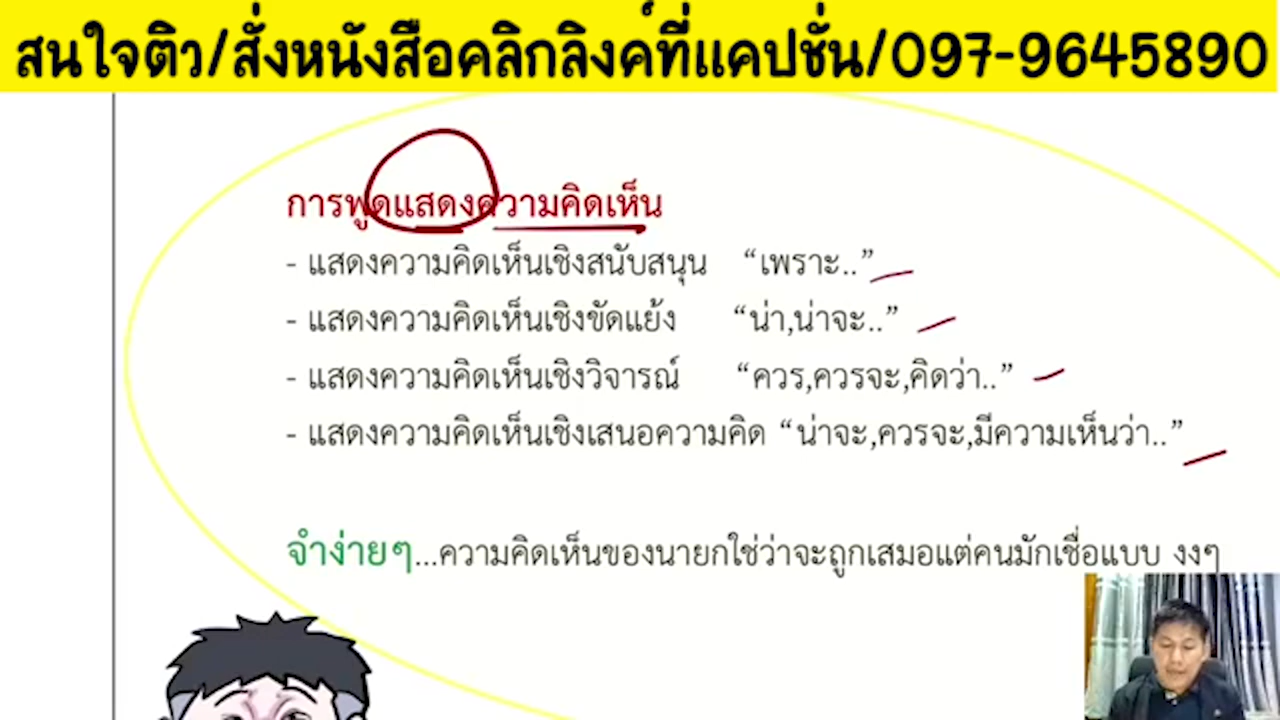 สนใจติว/สั่งหนังสือคลิกลิงค์ที่แคปชั่น/097-9645890
การพูดแสดงความคิดเห็น
- แสดงความคิดเห็นเชิงสนับสนุน “เพราะ..”
- แสดงความคิดเห็นเชิงขัดแย้ง “น่า,น่าจะ..”
- แสดงความคิดเห็นเชิงวิจารณ์ “ควร,ควรจะ,คิดว่า..”
- แสดงความคิดเห็นเชิงเสนอความคิด “น่าจะ,ควรจะ,มีความเห็นว่า..”
จำง่ายๆ...ความคิดเห็นของนายกใช่ว่าจะถูกเสมอแต่คนมักเชื่อแบบ งงๆ